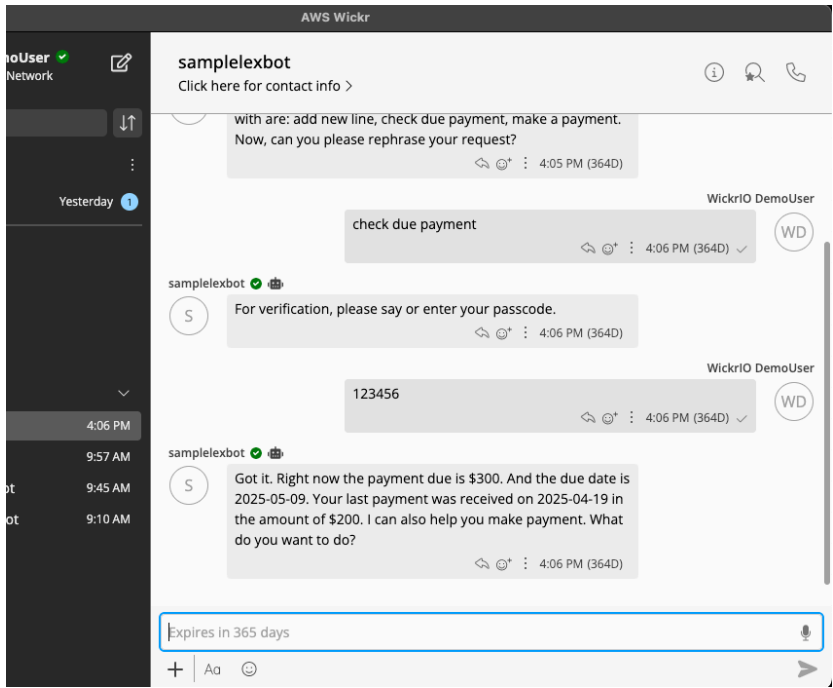 AWS Wickr
noUser
Network
Yesterday 1
4:06 PM
9:57 AM
ot 9:45 AM
ot 9:10 AM
samplelexbot
Click here for contact info >
with are: add new line, check due payment, make a payment.
Now, can you please rephrase your request?
4:05 PM (364D)
WickrIO DemoUser
check due payment
WD
4:06 PM (364D)
samplelexbot
S
For verification, please say or enter your passcode.
4:06 PM (364D)
WickrIO DemoUser
123456
WD
4:06 PM (364D)
samplelexbot
S
Got it. Right now the payment due is $300. And the due date is
2025-05-09. Your last payment was received on 2025-04-19 in
the amount of $200. I can also help you make payment. What
do you want to do?
4:06 PM (364D)
Expires in 365 days
Aa